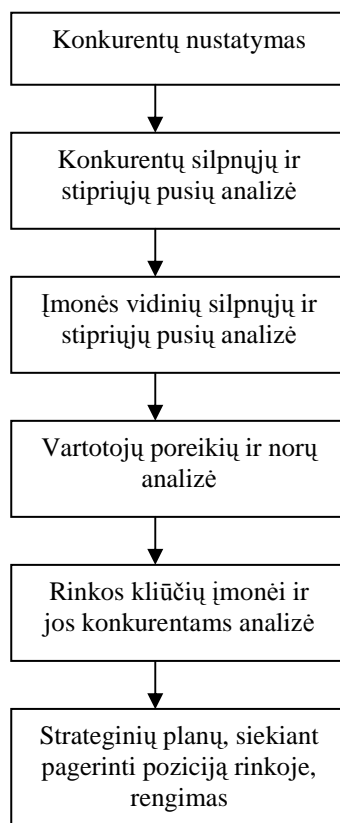 Konkurentų nustatymas
Konkurentų silpnųjų ir
stipriųjų pusių analizė
Įmonės vidinių silpnųjų ir
stipriųjų pusių analizė
Vartotojų poreikių ir norų
analizė
Rinkos kliūčių įmonėi ir
jos konkurentams analizė
Strateginių planų, siekiant
pagerinti poziciją rinkoje,
rengimas